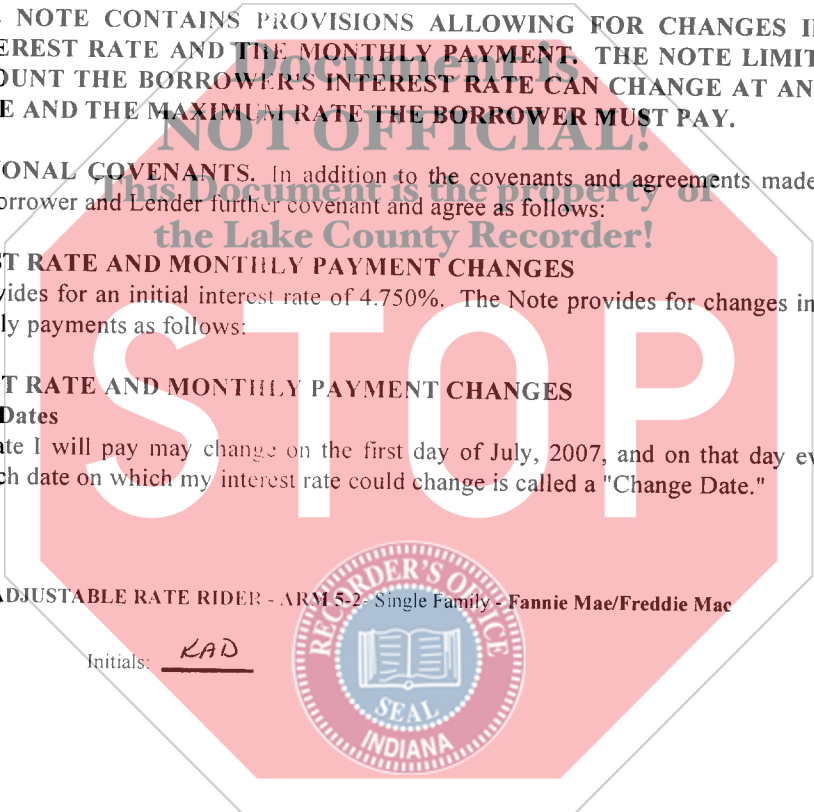 NOTE CONTAINS PROVISIONS ALLOWING FOR CHANGES I
EREST RATE AND THE MONTHLY PAYMENT. THE NOTE LIMIT
OUNT THE BORROWER'S INTEREST RATE CAN CHANGE AT AN
E AND THE MAXIMUM RATE THE BORROWER MUST PAY.
Document is
NOT OFFICIAL!
This Document is the property of
the Lake County Recorder!
IONAL COVENANTS. In addition to the covenants and agreements made
orrower and Lender further covenant and agree as follows:
ST RATE AND MONTHLY PAYMENT CHANGES
vides for an initial interest rate of 4.750%. The Note provides for changes in
ly payments as follows:
STOP
T RATE AND MONTHLY PAYMENT CHANGES
Dates
ate I will pay may change on the first day of July, 2007, and on that day ev
ch date on which my interest rate could change is called a "Change Date."
ADJUSTABLE RATE RIDER - ARM 5-2- Single Family - Fannie Mae/Freddie Mac
Initials: KAD
RECORDER'S OFFICE
SEAL
INDIANA